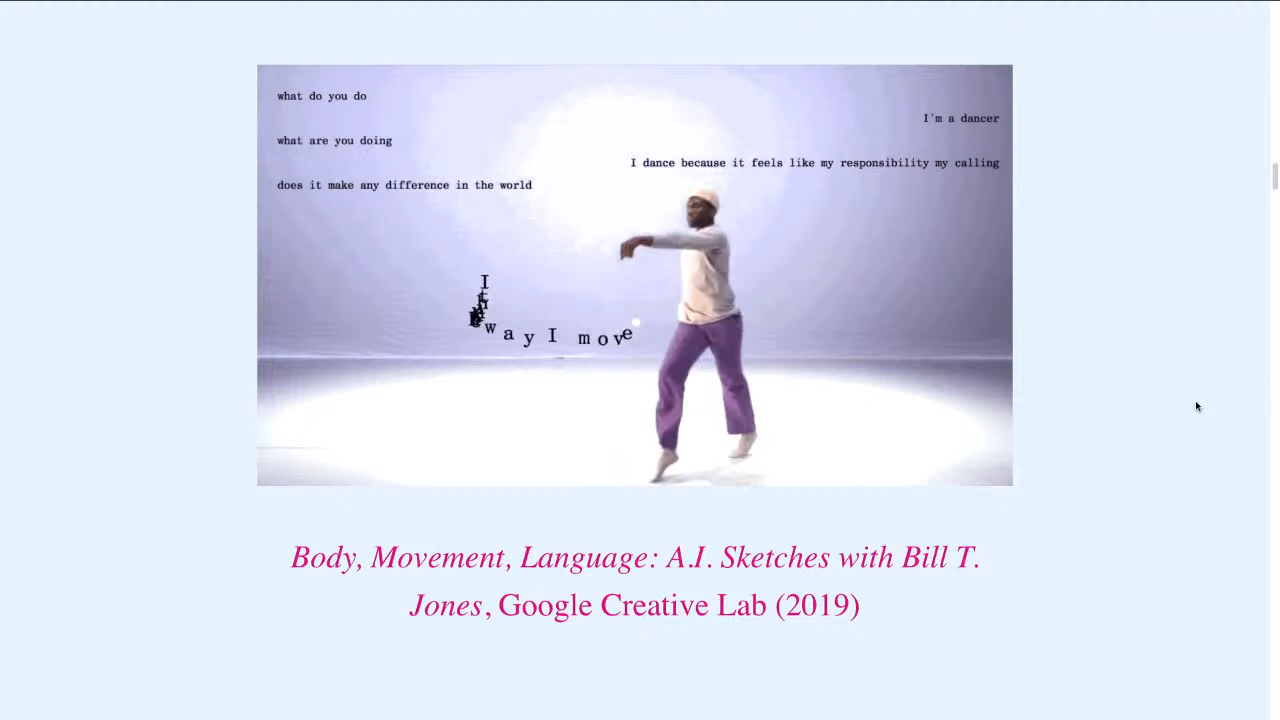 what do you do
I'm a dancer
what are you doing
I dance because it feels like my responsibility my calling
does it make any difference in the world
I
way I move
Body, Movement, Language: A.I. Sketches with Bill T.
Jones, Google Creative Lab (2019)